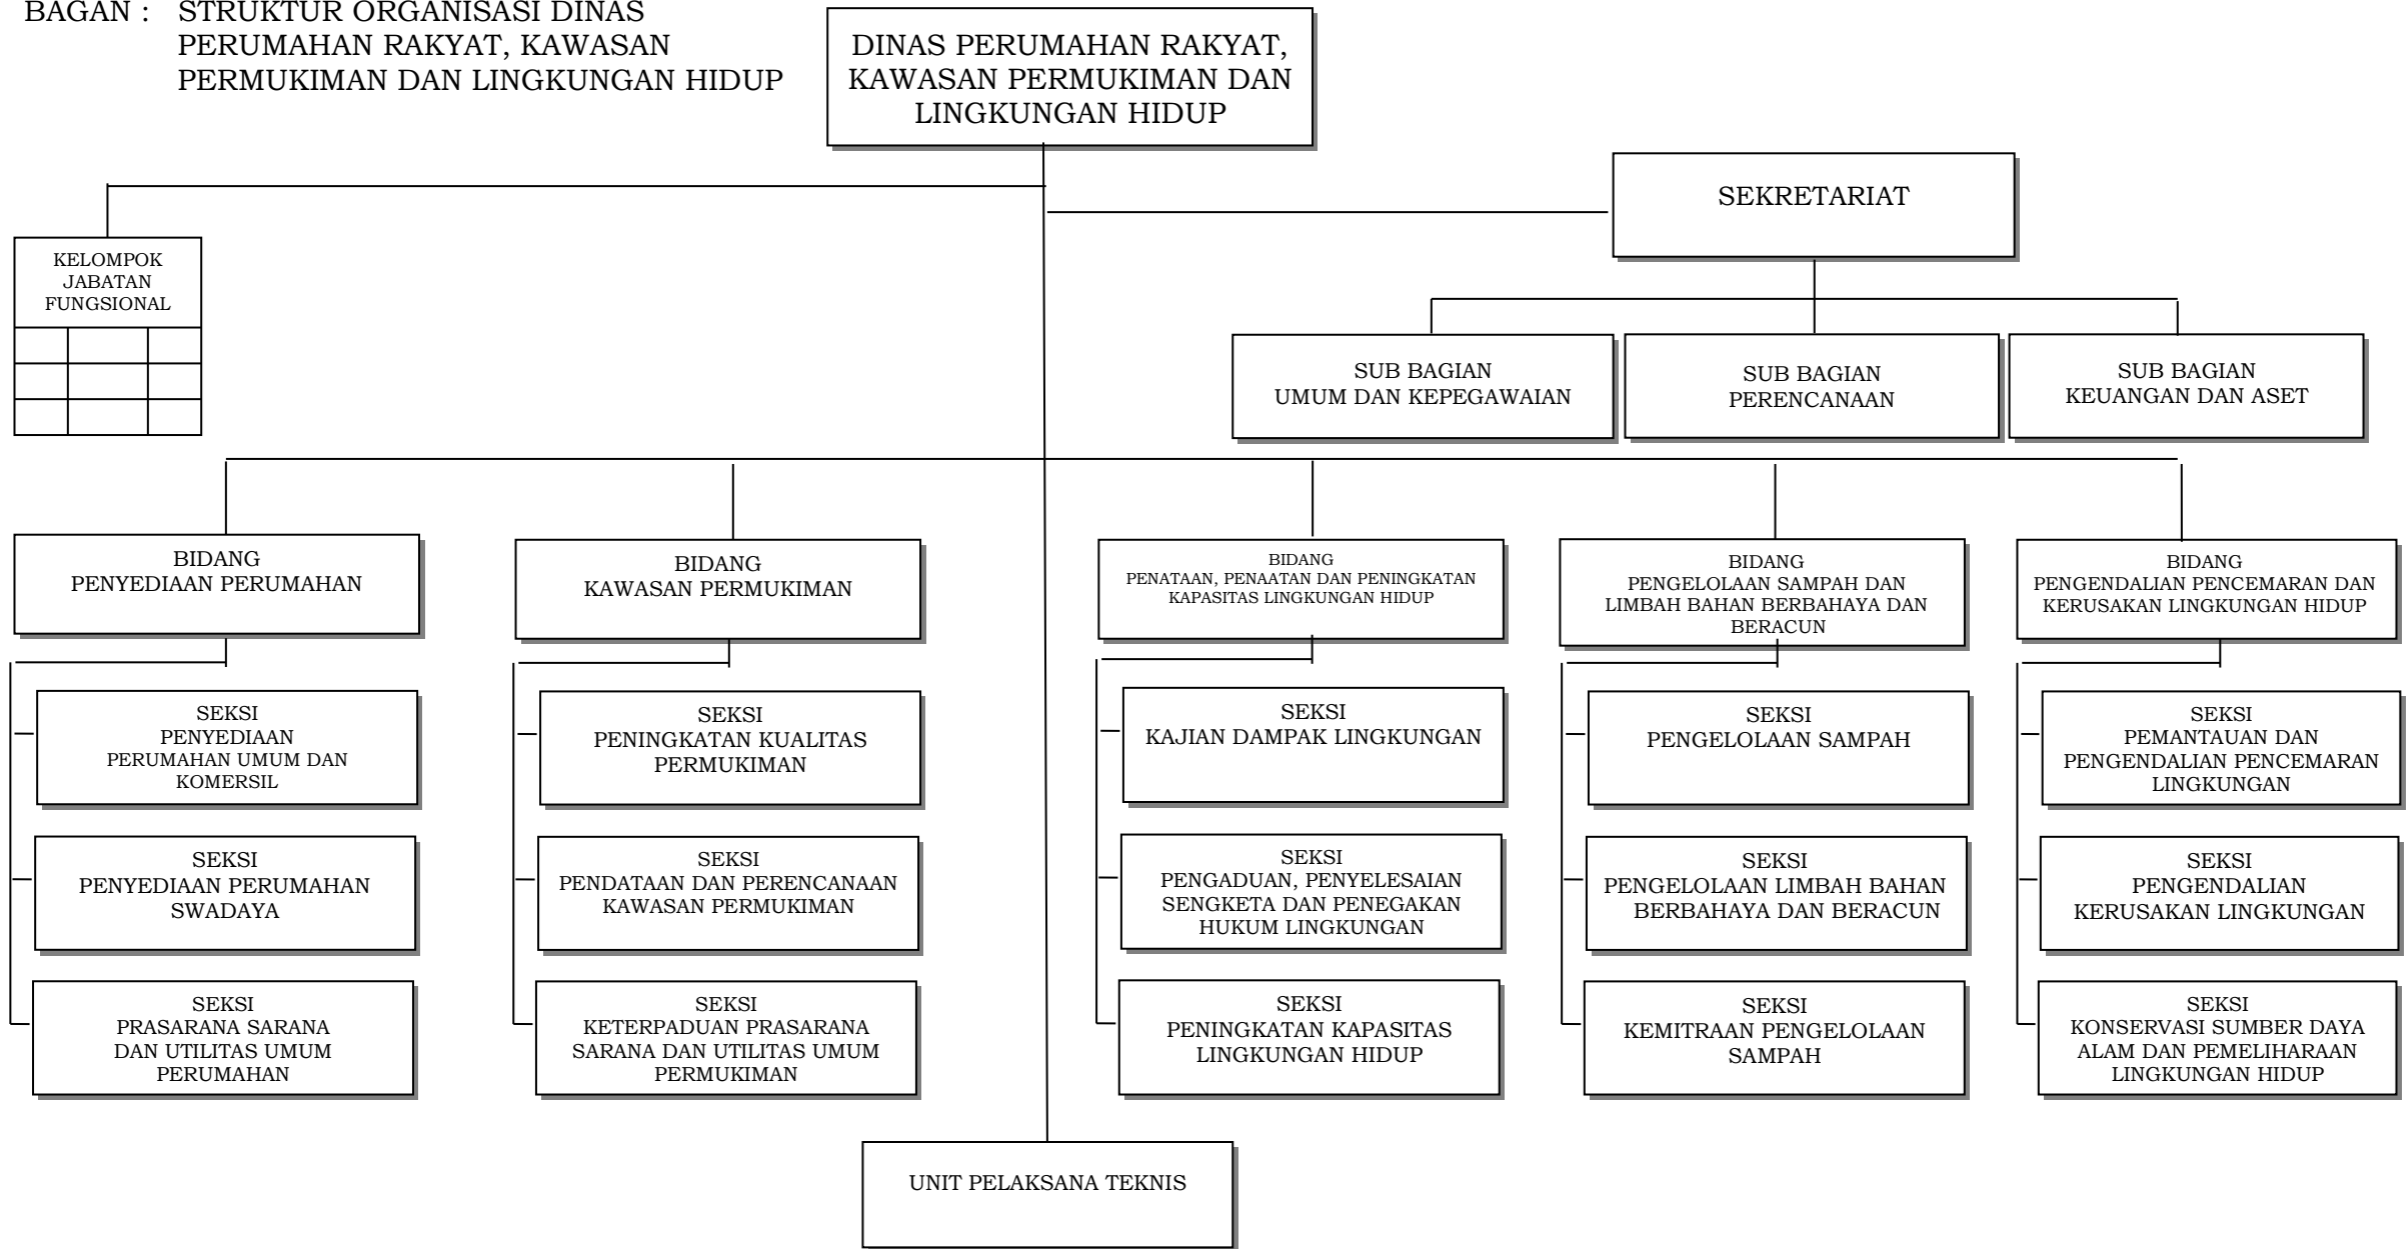 BAGAN : STRUKTUR ORGANISASI DINAS
PERUMAHAN RAKYAT, KAWASAN
PERMUKIMAN DAN LINGKUNGAN HIDUP
DINAS PERUMAHAN RAKYAT,
KAWASAN PERMUKIMAN DAN
LINGKUNGAN HIDUP
SEKRETARIAT
KELOMPOK
JABATAN
FUNGSIONAL
SUB BAGIAN
UMUM DAN KEPEGAWAIAN
SUB BAGIAN
PERENCANAAN
SUB BAGIAN
KEUANGAN DAN ASET
BIDANG
PENYEDIAAN PERUMAHAN
BIDANG
KAWASAN PERMUKIMAN
BIDANG
PENATAAN, PENAATAN DAN PENINGKATAN
KAPASITAS LINGKUNGAN HIDUP
BIDANG
PENGELOLAAN SAMPAH DAN
LIMBAH BAHAN BERBAHAYA DAN
BERACUN
BIDANG
PENGENDALIAN PENCEMARAN DAN
KERUSAKAN LINGKUNGAN HIDUP
SEKSI
PENYEDIAAN
PERUMAHAN UMUM DAN
KOMERSIL
SEKSI
PENINGKATAN KUALITAS
PERMUKIMAN
SEKSI
KAJIAN DAMPAK LINGKUNGAN
SEKSI
PENGELOLAAN SAMPAH
SEKSI
PEMANTAUAN DAN
PENGENDALIAN PENCEMARAN
LINGKUNGAN
SEKSI
PENYEDIAAN PERUMAHAN
SWADAYA
SEKSI
PENDATAAN DAN PERENCANAAN
KAWASAN PERMUKIMAN
SEKSI
PENGADUAN, PENYELESAIAN
SENGKETA DAN PENEGAKAN
HUKUM LINGKUNGAN
SEKSI
PENGELOLAAN LIMBAH BAHAN
BERBAHAYA DAN BERACUN
SEKSI
PENGENDALIAN
KERUSAKAN LINGKUNGAN
SEKSI
PRASARANA SARANA
DAN UTILITAS UMUM
PERUMAHAN
SEKSI
KETERPADUAN PRASARANA
SARANA DAN UTILITAS UMUM
PERMUKIMAN
SEKSI
PENINGKATAN KAPASITAS
LINGKUNGAN HIDUP
SEKSI
KEMITRAAN PENGELOLAAN
SAMPAH
SEKSI
KONSERVASI SUMBER DAYA
ALAM DAN PEMELIHARAAN
LINGKUNGAN HIDUP
UNIT PELAKSANA TEKNIS